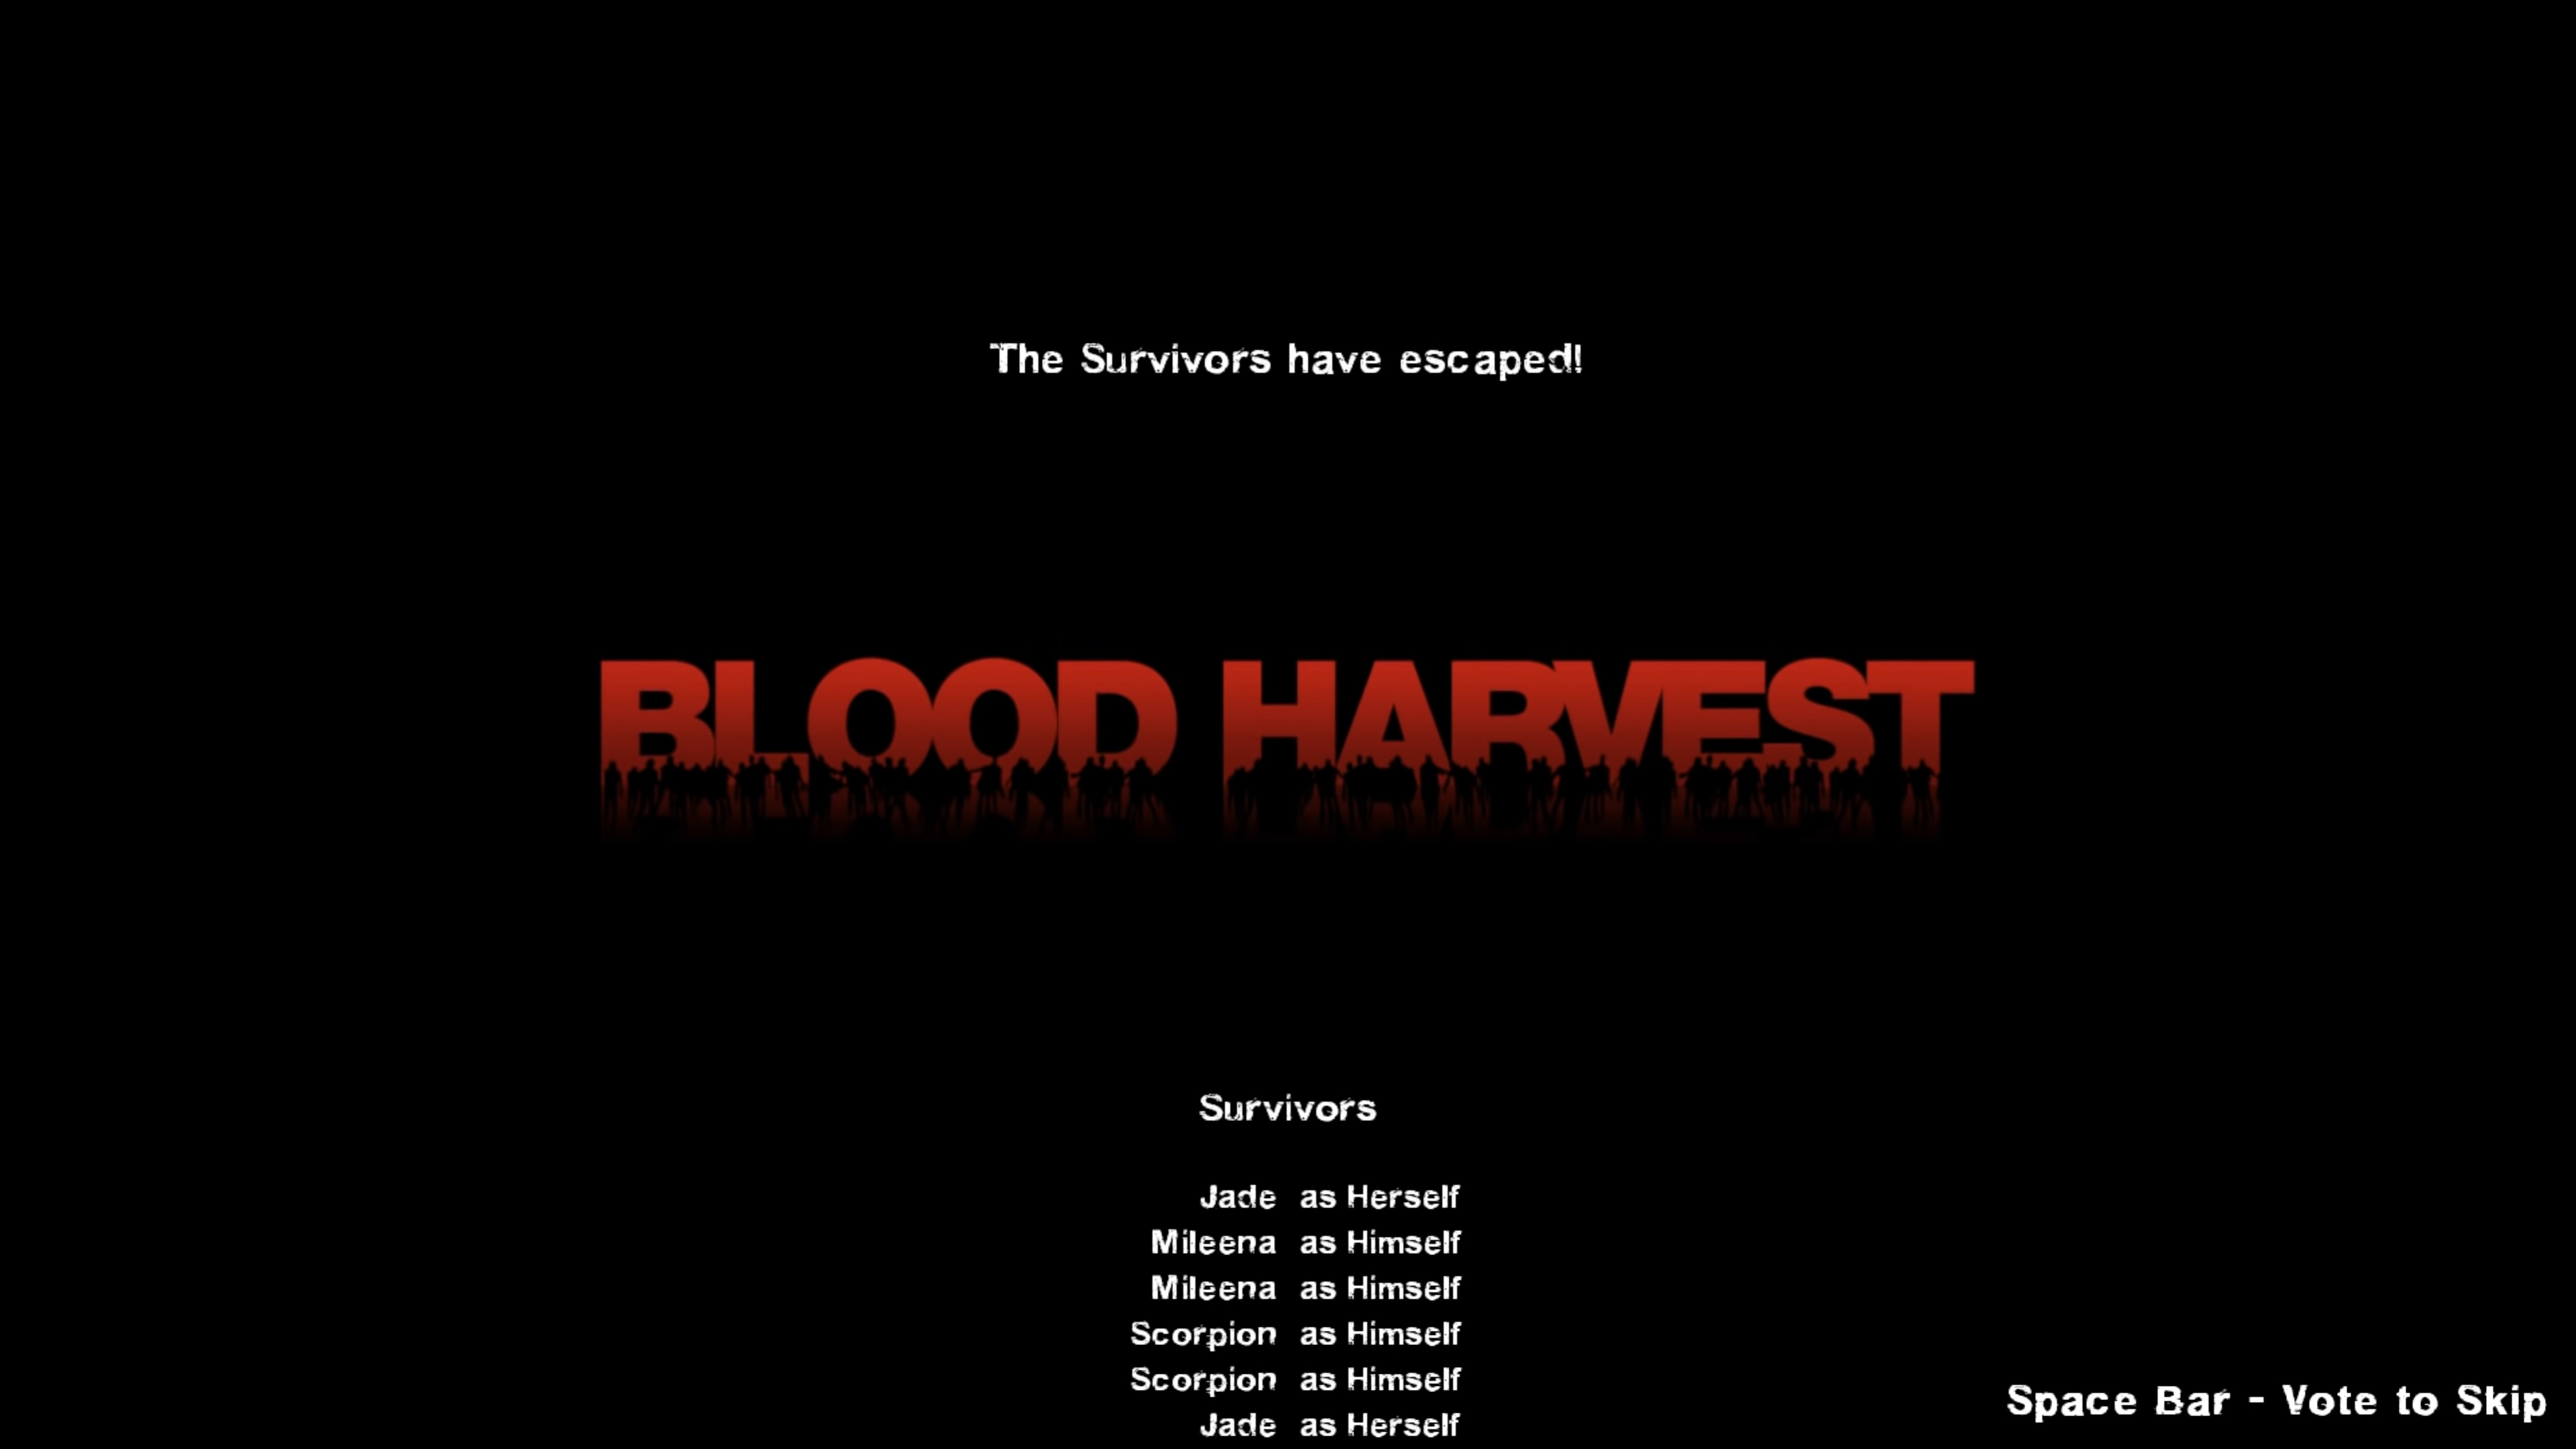 The Survivors have escaped!
BLOOD HARVEST
Survivors
Jade as Herself
Mileena as Himself
Mileena as Himself
Scorpion as Himself
Scorpion as Himself
Jade as Herself
Space Bar - Vote to Skip